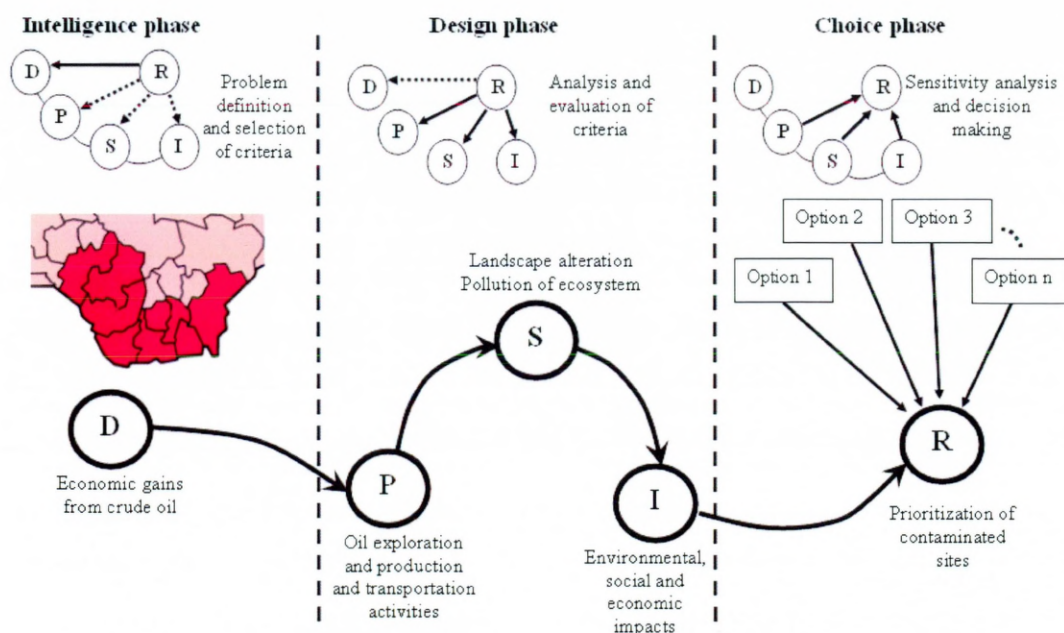 Intelligence phase
D
R
P
S
I
Problem
definition
and selection
of criteria
Design phase
D
R
P
S
I
Analysis and
evaluation of
criteria
Choice phase
D
R
P
S
I
Sensitivity analysis
and decision
making
Option 1
Option 2
Option 3
Option n
Landscape alteration
Pollution of ecosystem
S
D
Economic gains
from crude oil
P
Oil exploration
and production
and transportation
activities
I
Environmental,
social and
economic
impacts
R
Prioritization of
contaminated
sites